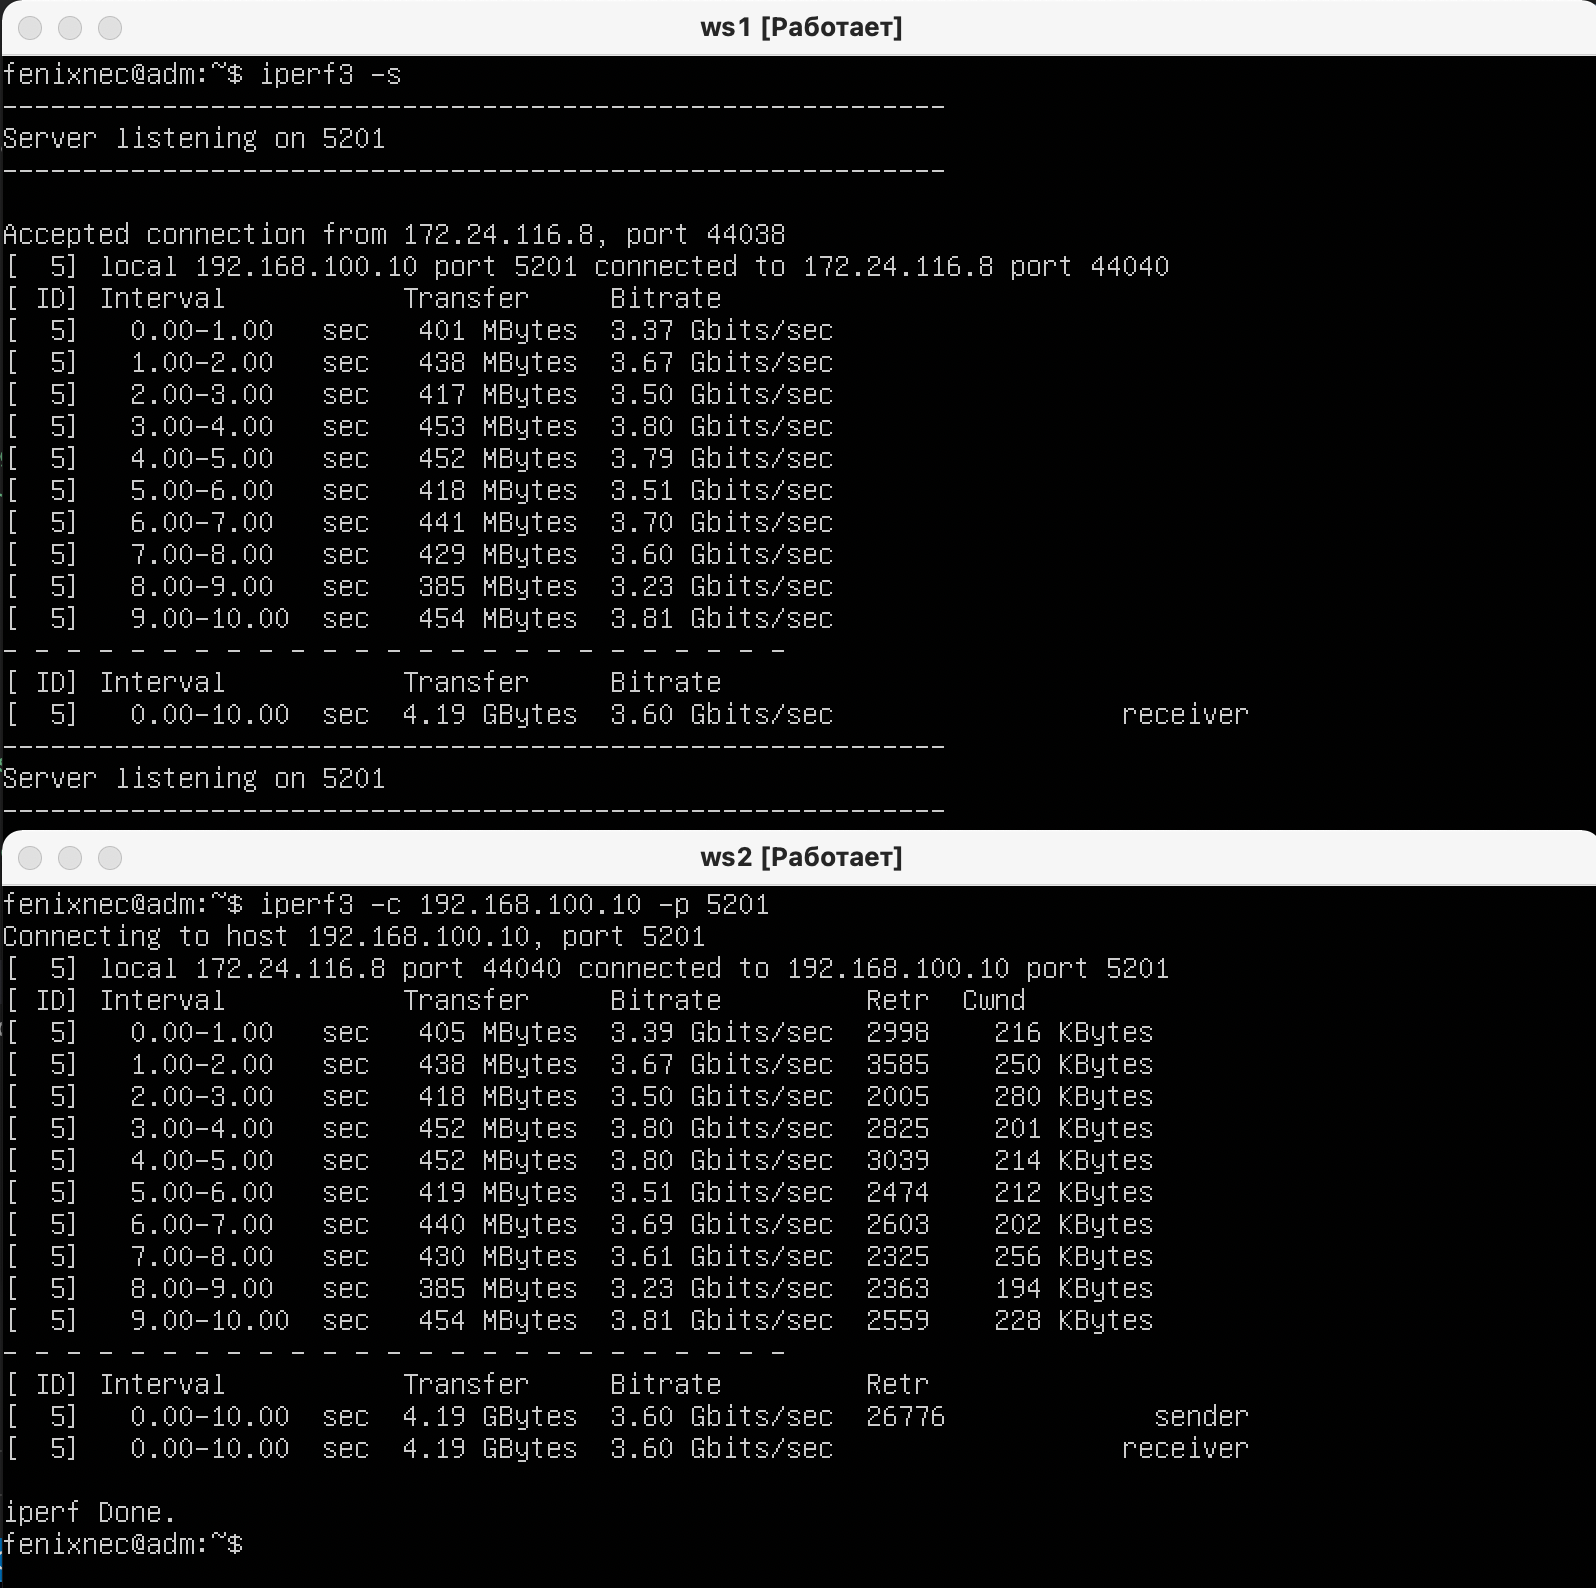 ws1 [Работает]
fenixnec@adm:~$ iperf3 -s
-----------------------------------------------------------
Server listening on 5201
-----------------------------------------------------------
Accepted connection from 172.24.116.8, port 44038
[  5] local 192.168.100.10 port 5201 connected to 172.24.116.8 port 44040
[ ID] Interval           Transfer     Bitrate
[  5]   0.00-1.00   sec   401 MBytes  3.37 Gbits/sec
[  5]   1.00-2.00   sec   438 MBytes  3.67 Gbits/sec
[  5]   2.00-3.00   sec   417 MBytes  3.50 Gbits/sec
[  5]   3.00-4.00   sec   453 MBytes  3.80 Gbits/sec
[  5]   4.00-5.00   sec   452 MBytes  3.79 Gbits/sec
[  5]   5.00-6.00   sec   418 MBytes  3.51 Gbits/sec
[  5]   6.00-7.00   sec   441 MBytes  3.70 Gbits/sec
[  5]   7.00-8.00   sec   429 MBytes  3.60 Gbits/sec
[  5]   8.00-9.00   sec   385 MBytes  3.23 Gbits/sec
[  5]   9.00-10.00  sec   454 MBytes  3.81 Gbits/sec
- - - - - - - - - - - - - - - - - - - - - - - - -
[ ID] Interval           Transfer     Bitrate
[  5]   0.00-10.00  sec  4.19 GBytes  3.60 Gbits/sec                  receiver
-----------------------------------------------------------
Server listening on 5201
-----------------------------------------------------------
ws2 [Работает]
fenixnec@adm:~$ iperf3 -c 192.168.100.10 -p 5201
Connecting to host 192.168.100.10, port 5201
[  5] local 172.24.116.8 port 44040 connected to 192.168.100.10 port 5201
[ ID] Interval           Transfer     Bitrate         Retr  Cwnd
[  5]   0.00-1.00   sec   405 MBytes  3.39 Gbits/sec  2998    216 KBytes
[  5]   1.00-2.00   sec   438 MBytes  3.67 Gbits/sec  3585    250 KBytes
[  5]   2.00-3.00   sec   418 MBytes  3.50 Gbits/sec  2005    280 KBytes
[  5]   3.00-4.00   sec   452 MBytes  3.80 Gbits/sec  2825    201 KBytes
[  5]   4.00-5.00   sec   452 MBytes  3.80 Gbits/sec  3039    214 KBytes
[  5]   5.00-6.00   sec   419 MBytes  3.51 Gbits/sec  2474    212 KBytes
[  5]   6.00-7.00   sec   440 MBytes  3.69 Gbits/sec  2603    202 KBytes
[  5]   7.00-8.00   sec   430 MBytes  3.61 Gbits/sec  2325    256 KBytes
[  5]   8.00-9.00   sec   385 MBytes  3.23 Gbits/sec  2363    194 KBytes
[  5]   9.00-10.00  sec   454 MBytes  3.81 Gbits/sec  2559    228 KBytes
- - - - - - - - - - - - - - - - - - - - - - - - -
[ ID] Interval           Transfer     Bitrate         Retr
[  5]   0.00-10.00  sec  4.19 GBytes  3.60 Gbits/sec  26776             sender
[  5]   0.00-10.00  sec  4.19 GBytes  3.60 Gbits/sec                  receiver
iperf Done.
fenixnec@adm:~$